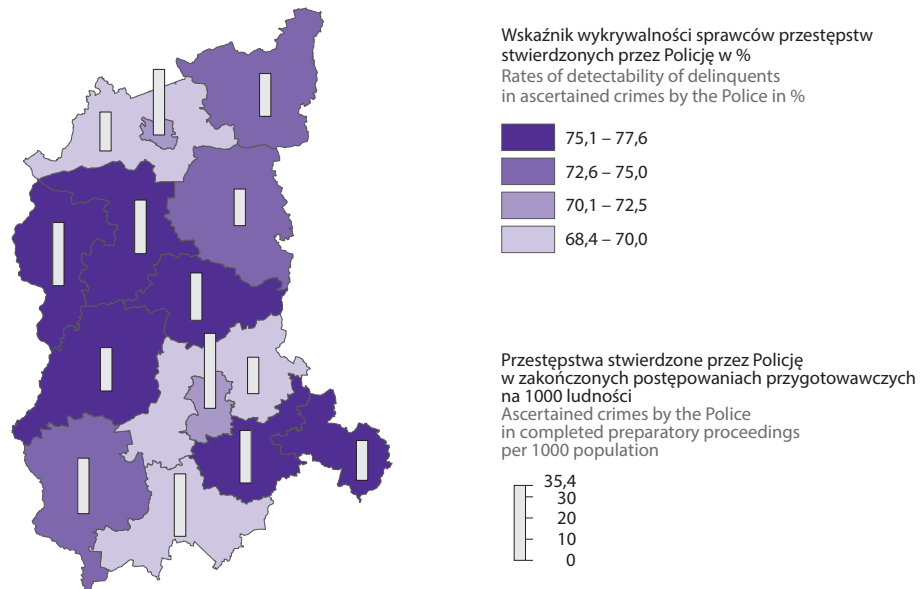 Wskaźnik wykrywalności sprawców przestępstw
stwierdzonych przez Policję w %
Rates of detectability of delinquents
in ascertained crimes by the Police in %
75,1 – 77,6
72,6 – 75,0
70,1 – 72,5
68,4 – 70,0
Przestępstwa stwierdzone przez Policję
w zakończonych postępowaniach przygotowawczych
na 1000 ludności
Ascertained crimes by the Police
in completed preparatory proceedings
per 1000 population
35,4
30
20
10
0